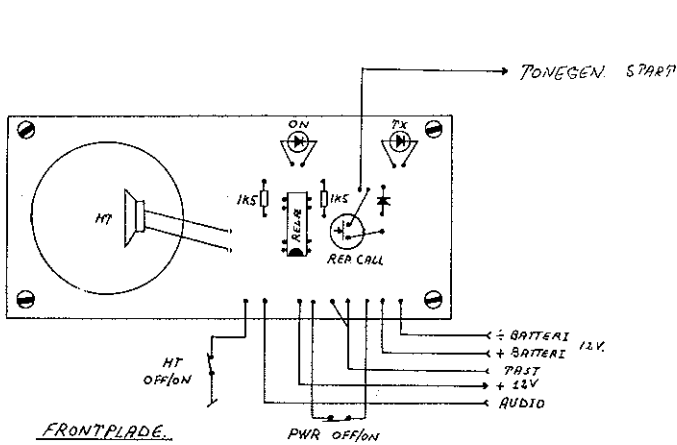 TONEGEN. START
ON
TX
1K5
RELÆ
1K5
HT
REP. CALL
÷ BATTERI 12V.
+ BATTERI
TAST
+ 12V
AUDIO
HT
OFF/ON
FRONTPLADE.
PWR OFF/ON